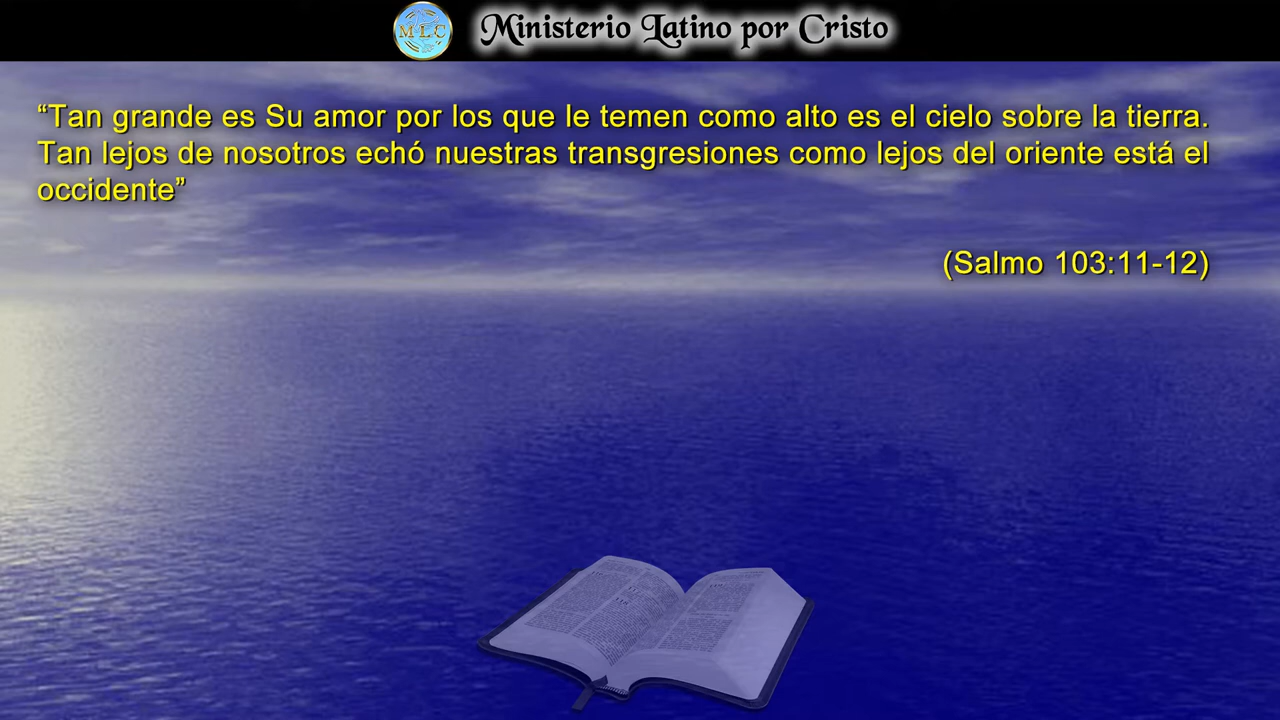 MLC
Ministerio Latino por Cristo
“Tan grande es Su amor por los que le temen como alto es el cielo sobre la tierra.
Tan lejos de nosotros echó nuestras transgresiones como lejos del oriente está el
occidente”
(Salmo 103:11-12)